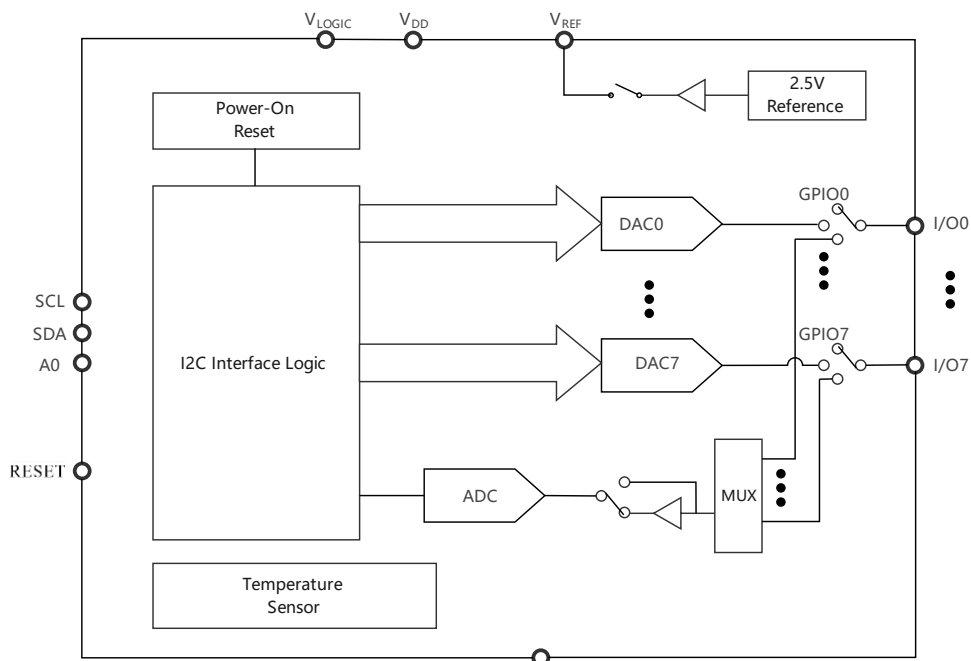 VLOGIC
VDD
VREF
2.5V
Reference
Power-On
Reset
GPIO0
DAC0
I/O0
SCL
SDA
A0
I2C Interface Logic
GPIO7
DAC7
I/O7
RESET
ADC
MUX
Temperature
Sensor